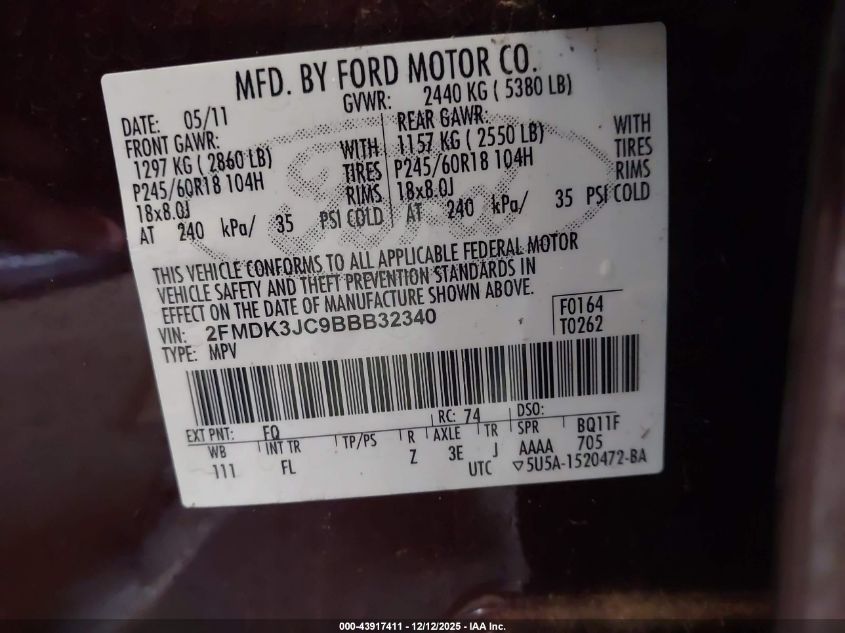 MFD. BY FORD MOTOR CO.
DATE: 05/11 GVWR: 2440 KG ( 5380 LB)
FRONT GAWR: REAR GAWR:
1297 KG ( 2860 LB) WITH 1157 KG ( 2550 LB) WITH
P245/60R18 104H TIRES P245/60R18 104H TIRES
18x8.0J RIMS 18x8.0J RIMS
AT 240 kPa/ 35 PSI COLD AT 240 kPa/ 35 PSI COLD
Ford
THIS VEHICLE CONFORMS TO ALL APPLICABLE FEDERAL MOTOR
VEHICLE SAFETY AND THEFT PREVENTION STANDARDS IN
EFFECT ON THE DATE OF MANUFACTURE SHOWN ABOVE.
VIN: 2FMDK3JC9BBB32340 F0164
TYPE: MPV T0262
EXT PNT: FQ RC: 74 DSO:
WB INT TR TP/PS R AXLE TR SPR BQ11F
111 FL Z 3E J AAAA 705
UTC ▽5U5A-1520472-BA
000-43917411 - 12/12/2025 - IAA Inc.